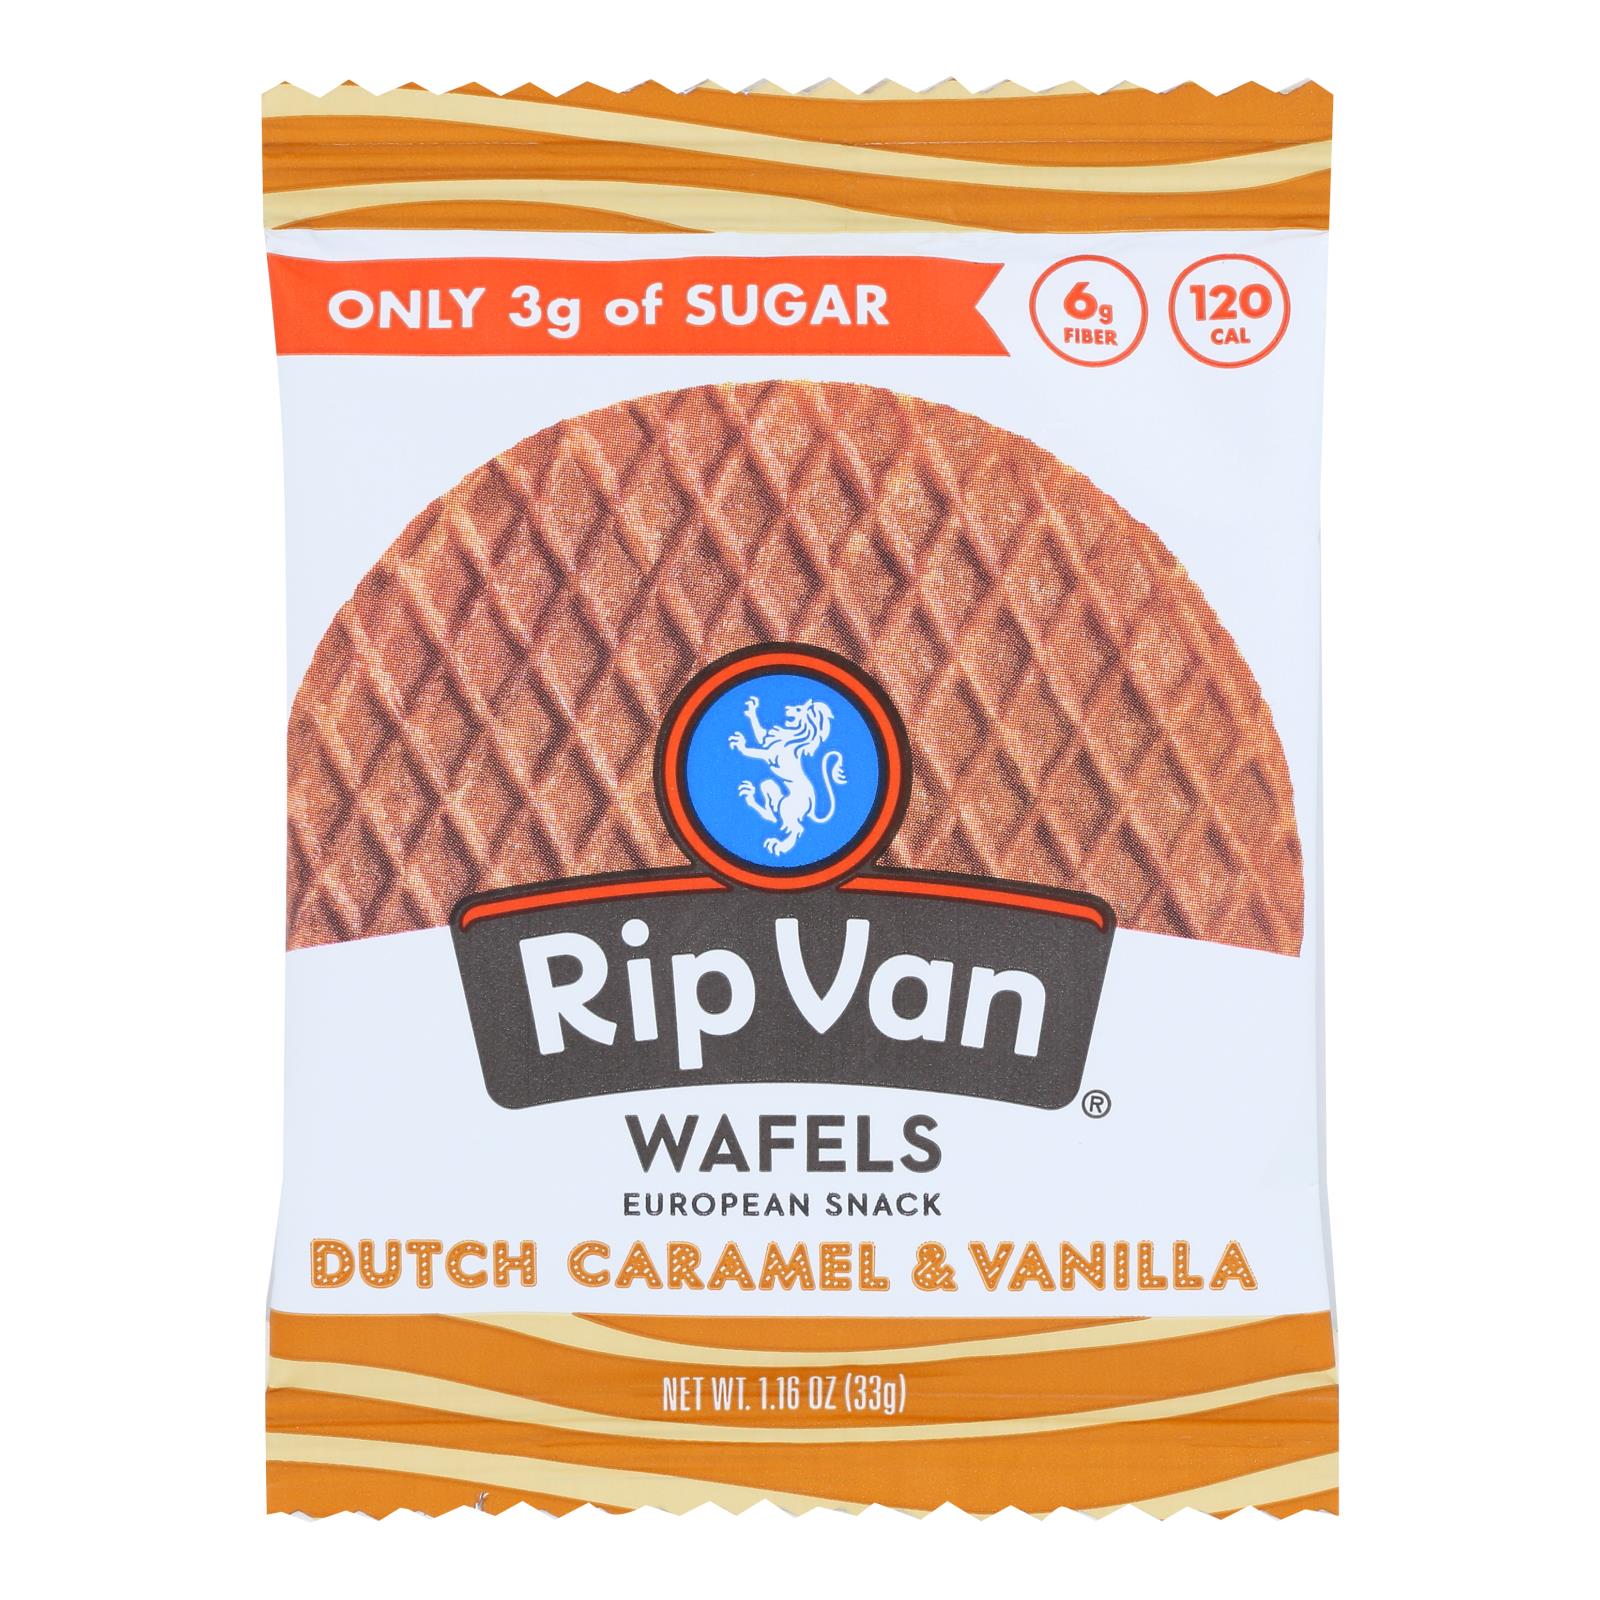 ONLY 3g of SUGAR
6g
FIBER
120
CAL
Rip Van
®
WAFELS
EUROPEAN SNACK
DUTCH CARAMEL & VANILLA
NET WT. 1.16 OZ (33g)